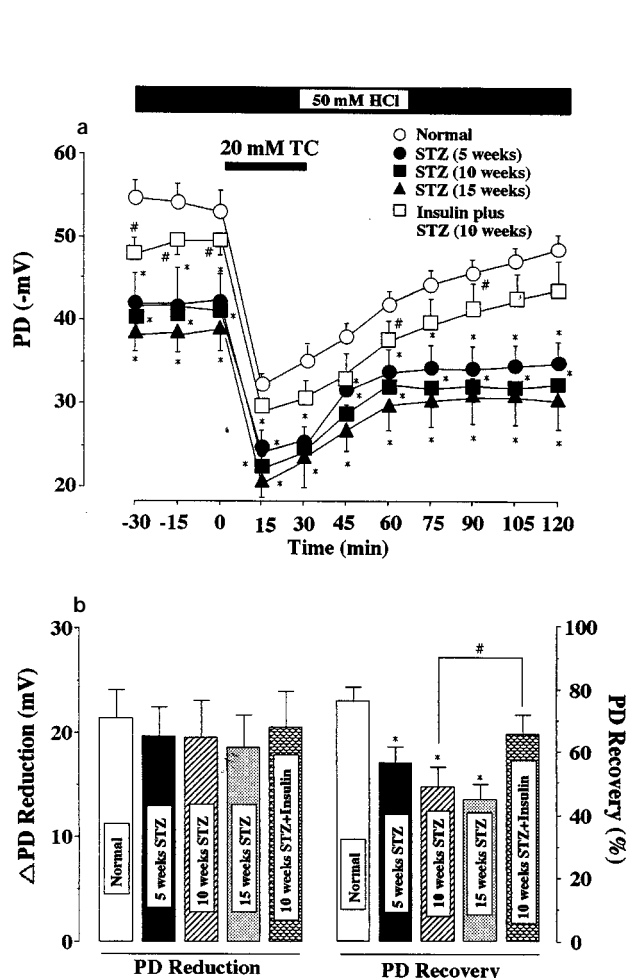 50 mM HCl
a
20 mM TC
Normal
STZ (5 weeks)
STZ (10 weeks)
STZ (15 weeks)
Insulin plus
STZ (10 weeks)
PD (-mV)
60
50
40
30
20
-30 -15 0 15 30 45 60 75 90 105 120
Time (min)
b
△PD Reduction (mV)
30
20
10
0
Normal
5 weeks STZ
10 weeks STZ
15 weeks STZ
10 weeks STZ+Insulin
PD Reduction
#
Normal
5 weeks STZ
10 weeks STZ
15 weeks STZ
10 weeks STZ+Insulin
PD Recovery
100
80
60
40
20
0
PD Recovery (%)